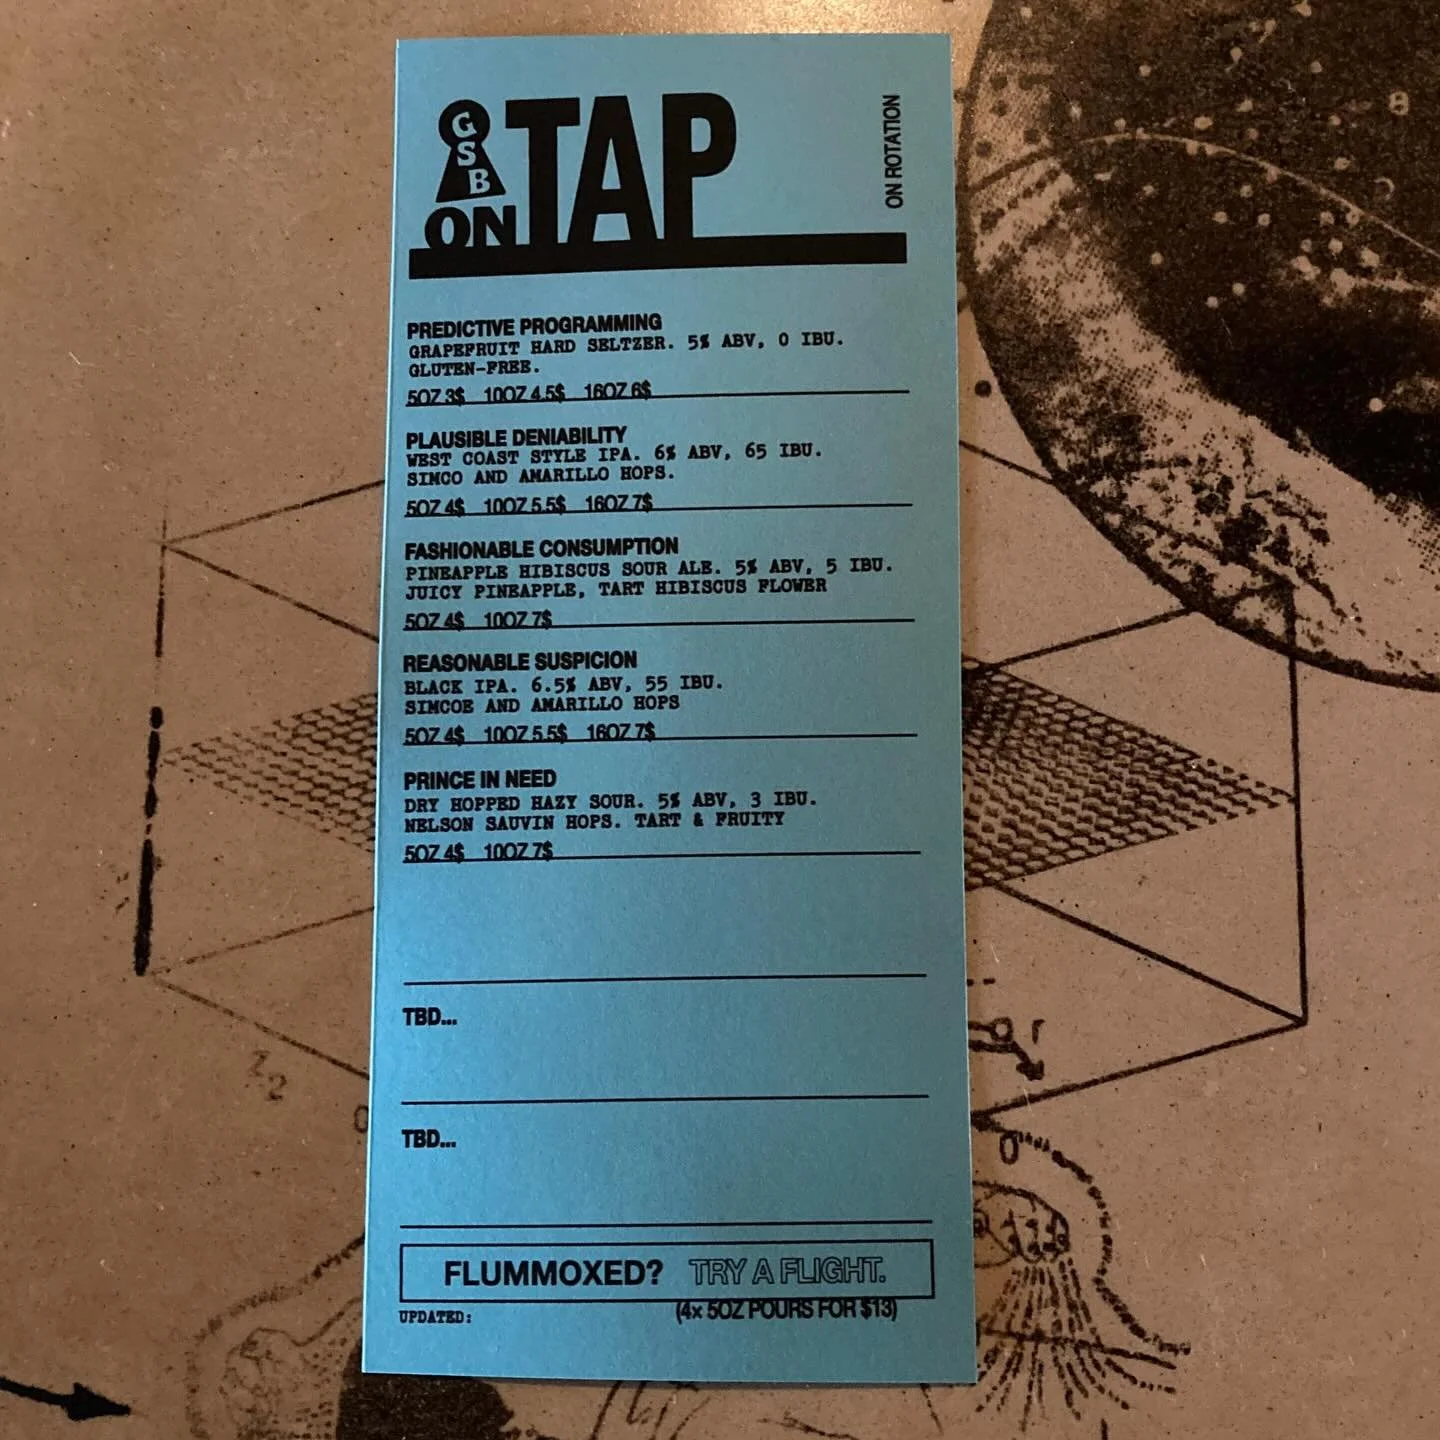 GSB
ON TAP
ON ROTATION
PREDICTIVE PROGRAMMING
GRAPEFRUIT HARD SELTZER. 5% ABV, 0 IBU.
GLUTEN-FREE.
5OZ 3$ 10OZ 4.5$ 16OZ 6$
PLAUSIBLE DENIABILITY
WEST COAST STYLE IPA. 6% ABV, 65 IBU.
SIMCO AND AMARILLO HOPS.
5OZ 4$ 10OZ 5.5$ 16OZ 7$
FASHIONABLE CONSUMPTION
PINEAPPLE HIBISCUS SOUR ALE. 5% ABV, 5 IBU.
JUICY PINEAPPLE, TART HIBISCUS FLOWER
5OZ 4$ 10OZ 7$
REASONABLE SUSPICION
BLACK IPA. 6.5% ABV, 55 IBU.
SIMCOE AND AMARILLO HOPS
5OZ 4$ 10OZ 5.5$ 16OZ 7$
PRINCE IN NEED
DRY HOPPED HAZY SOUR. 5% ABV, 3 IBU.
NELSON SAUVIN HOPS. TART & FRUITY
5OZ 4$ 10OZ 7$
TBD...
TBD...
FLUMMOXED? TRY A FLIGHT.
UPDATED: (4x 5OZ POURS FOR $13)